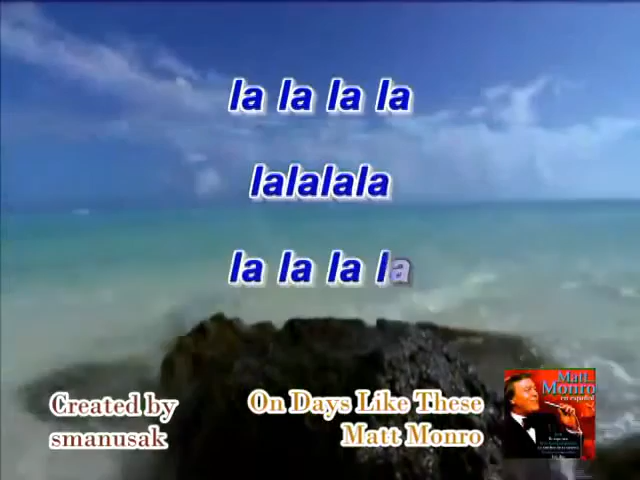 la la la la
lalalala
la la la la
Created by
smanusak
On Days Like These
Matt Monro
Matt
Monro
en español